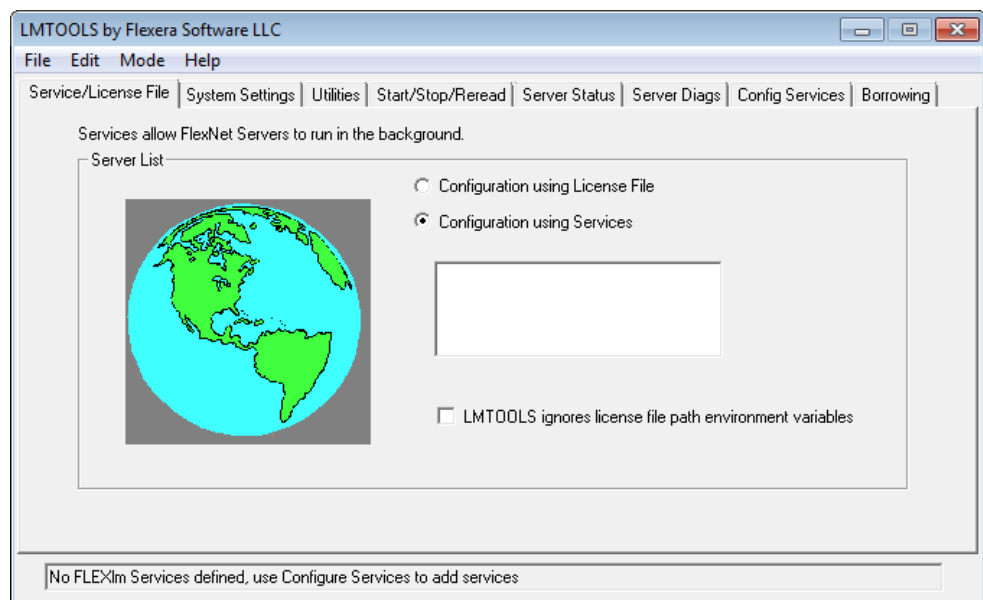 LMTOOLS by Flexera Software LLC
File Edit Mode Help
Service/License File System Settings Utilities Start/Stop/Reread Server Status Server Diags Config Services Borrowing
Services allow FlexNet Servers to run in the background.
Server List
Configuration using License File
Configuration using Services
LMTOOLS ignores license file path environment variables
No FLEXlm Services defined, use Configure Services to add services